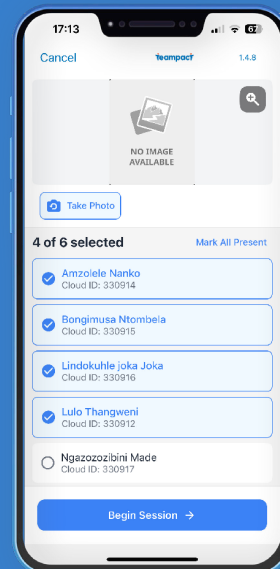 17:13
67
Cancel
teampact
1.4.8
NO IMAGE
AVAILABLE
Take Photo
4 of 6 selected
Mark All Present
Amzolele Nanko
Cloud ID: 330914
Bongimusa Ntombela
Cloud ID: 330915
Lindokuhle joka Joka
Cloud ID: 330916
Lulo Thangweni
Cloud ID: 330912
Ngazozozibini Made
Cloud ID: 330917
Begin Session →